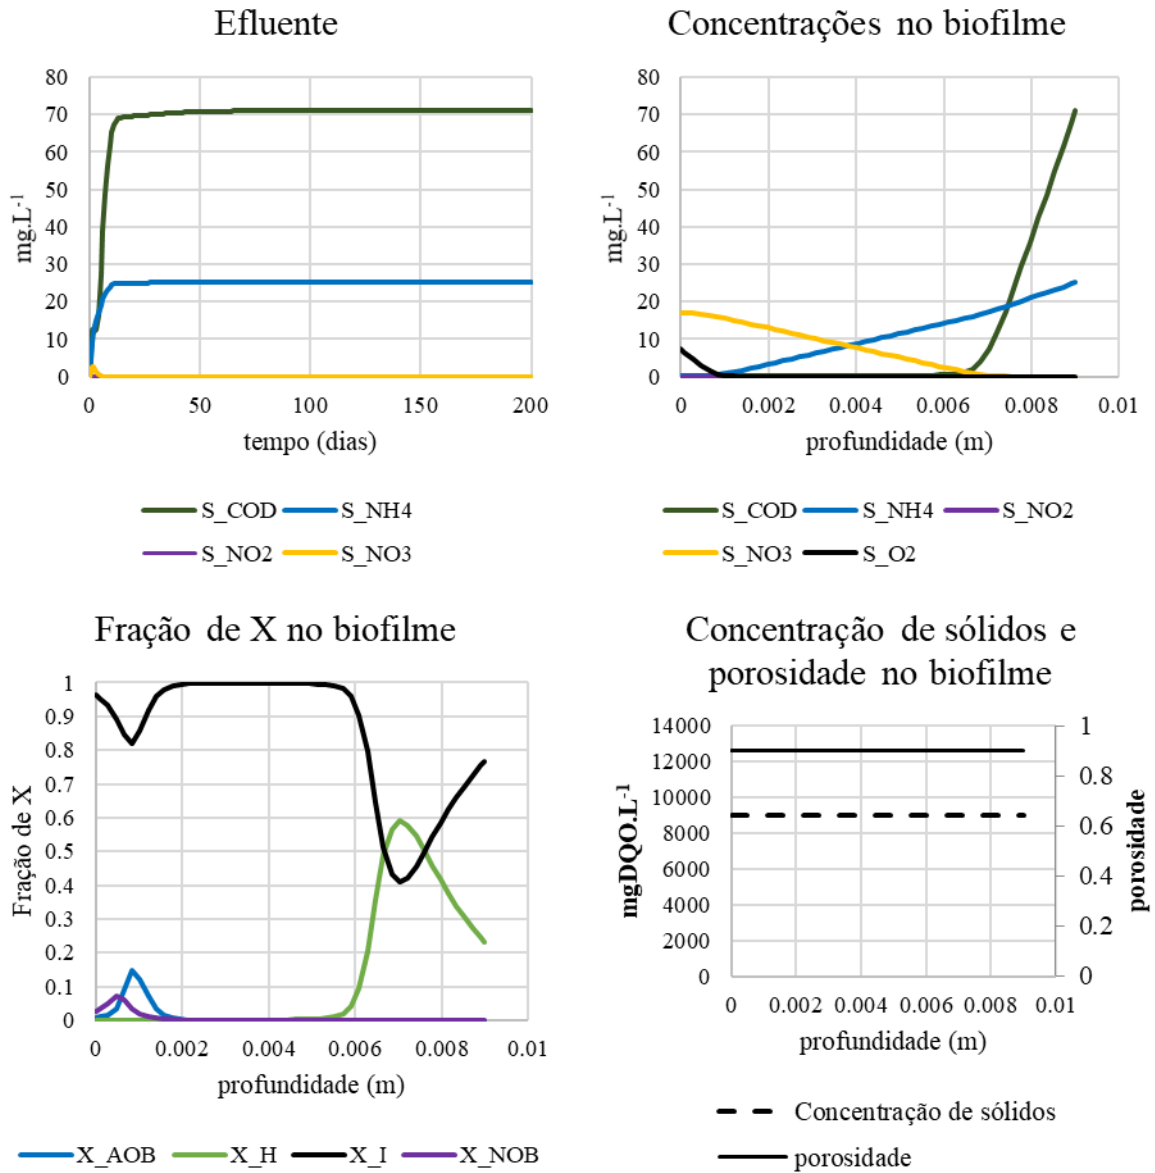 Efluente
80
70
60
50
40
30
20
10
0
mg.L⁻¹
0 50 100 150 200
tempo (dias)
S_COD S_NH4
S_NO2 S_NO3
Concentrações no biofilme
80
70
60
50
40
30
20
10
0
mg.L⁻¹
0 0.002 0.004 0.006 0.008 0.01
profundidade (m)
S_COD S_NH4 S_NO2
S_NO3 S_O2
Fração de X no biofilme
1
0.9
0.8
0.7
0.6
0.5
0.4
0.3
0.2
0.1
0
Fração de X
0 0.002 0.004 0.006 0.008 0.01
profundidade (m)
X_AOB X_H X_I X_NOB
Concentração de sólidos e
porosidade no biofilme
14000
12000
10000
8000
6000
4000
2000
0
mgDQO.L⁻¹
1
0.8
0.6
0.4
0.2
0
porosidade
0 0.002 0.004 0.006 0.008 0.01
profundidade (m)
Concentração de sólidos
porosidade